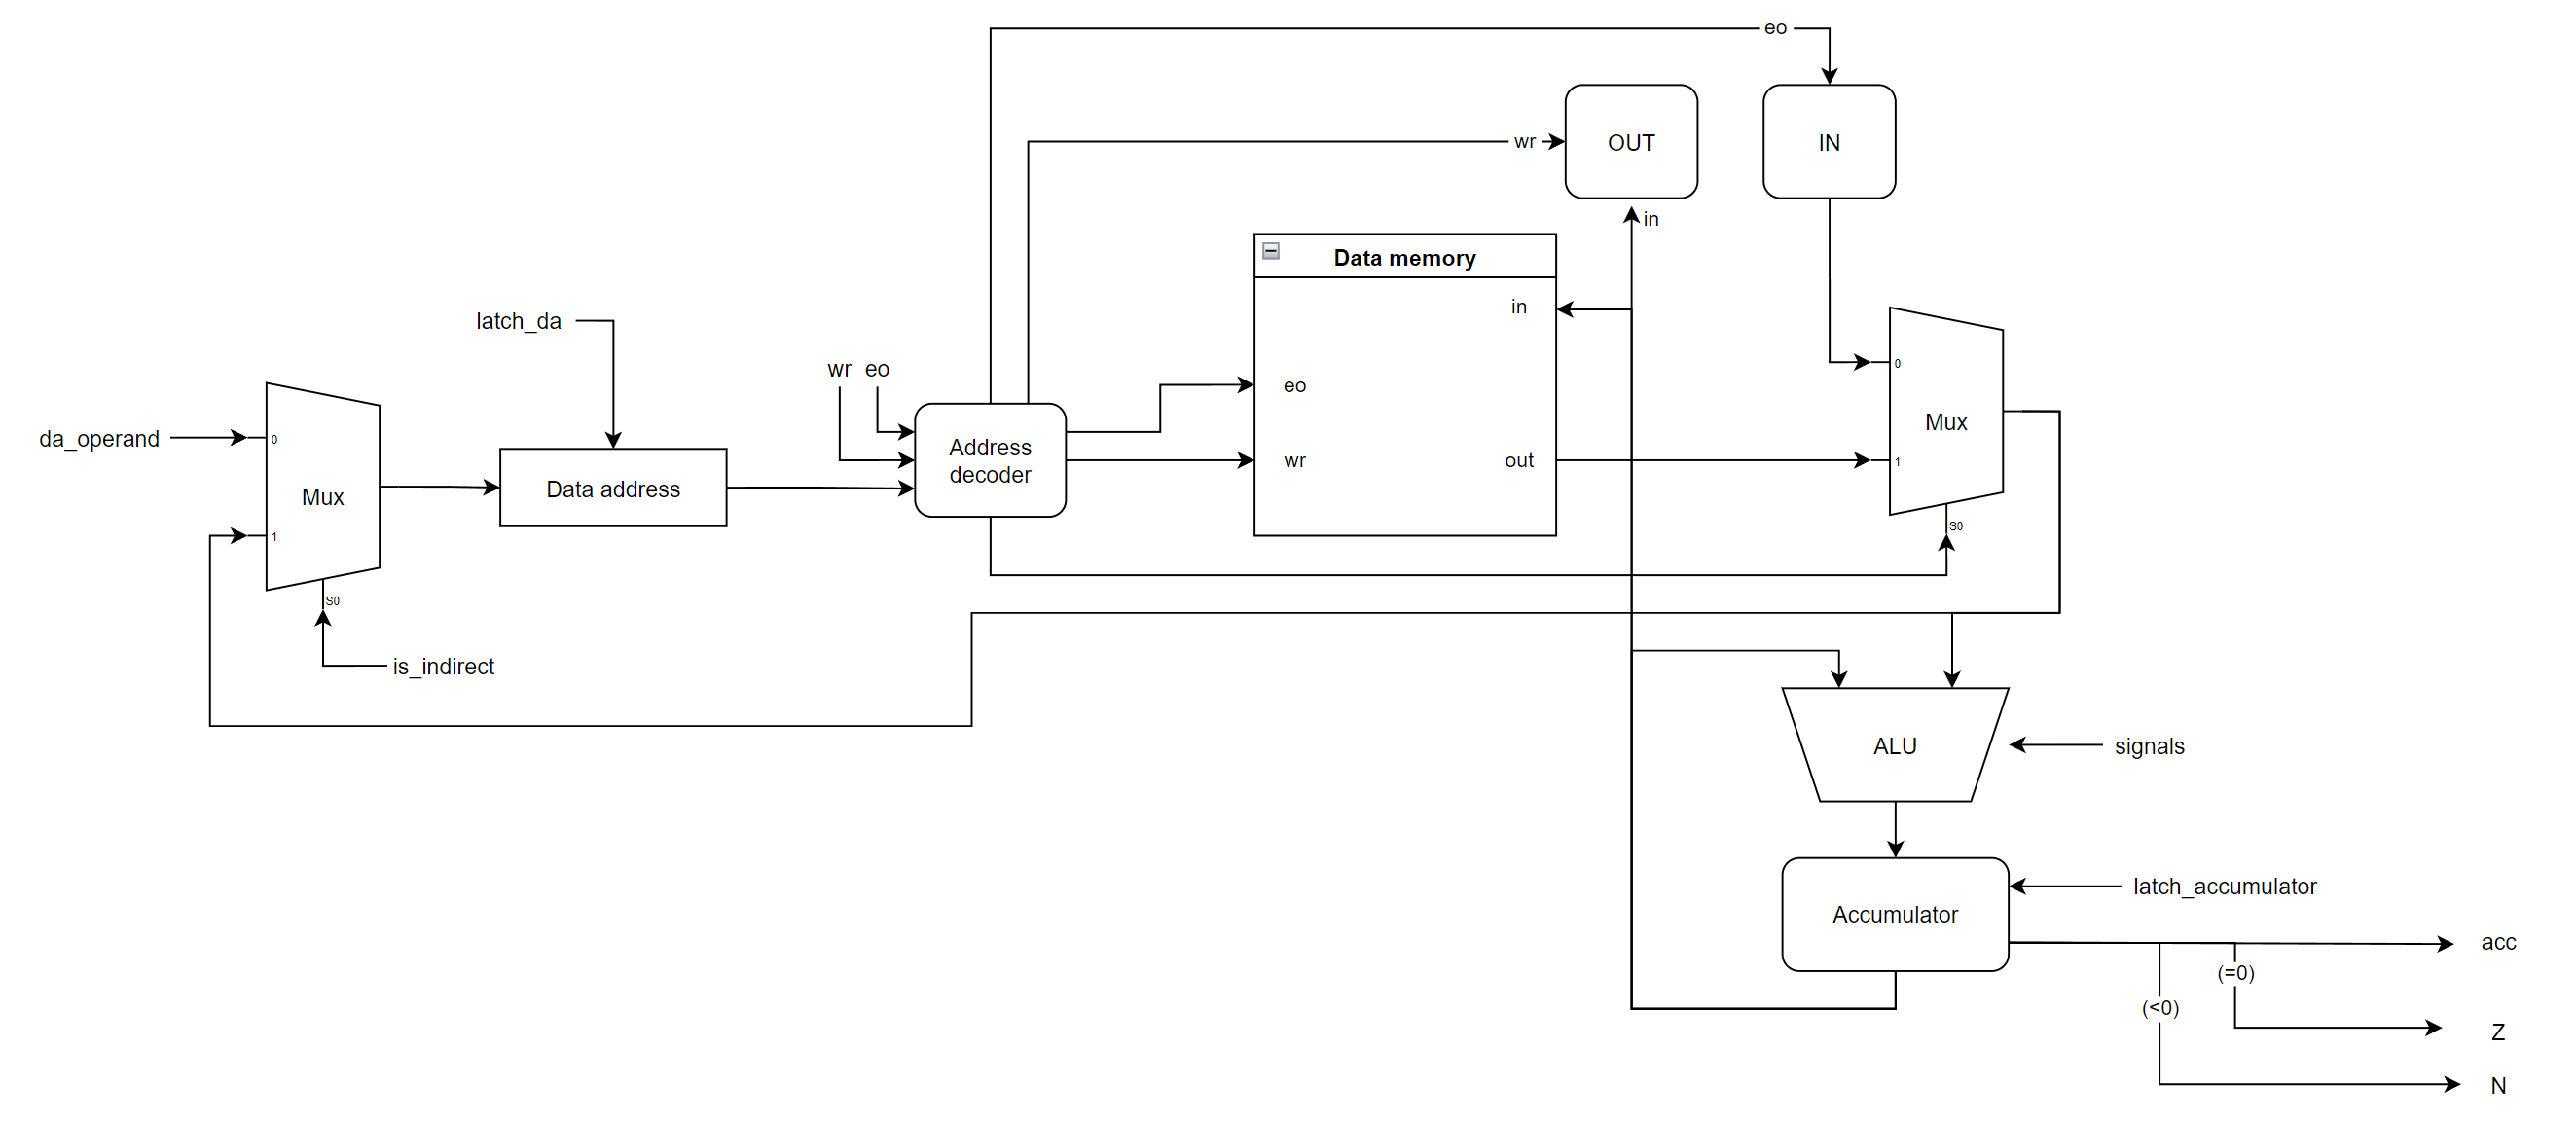 eo
wr
OUT
IN
in
Data memory
in
latch_da
wr
eo
0
eo
Mux
da_operand
0
Address
decoder
wr
out
1
Data address
Mux
1
S0
S0
is_indirect
ALU
signals
latch_accumulator
Accumulator
acc
(=0)
(<0)
Z
N